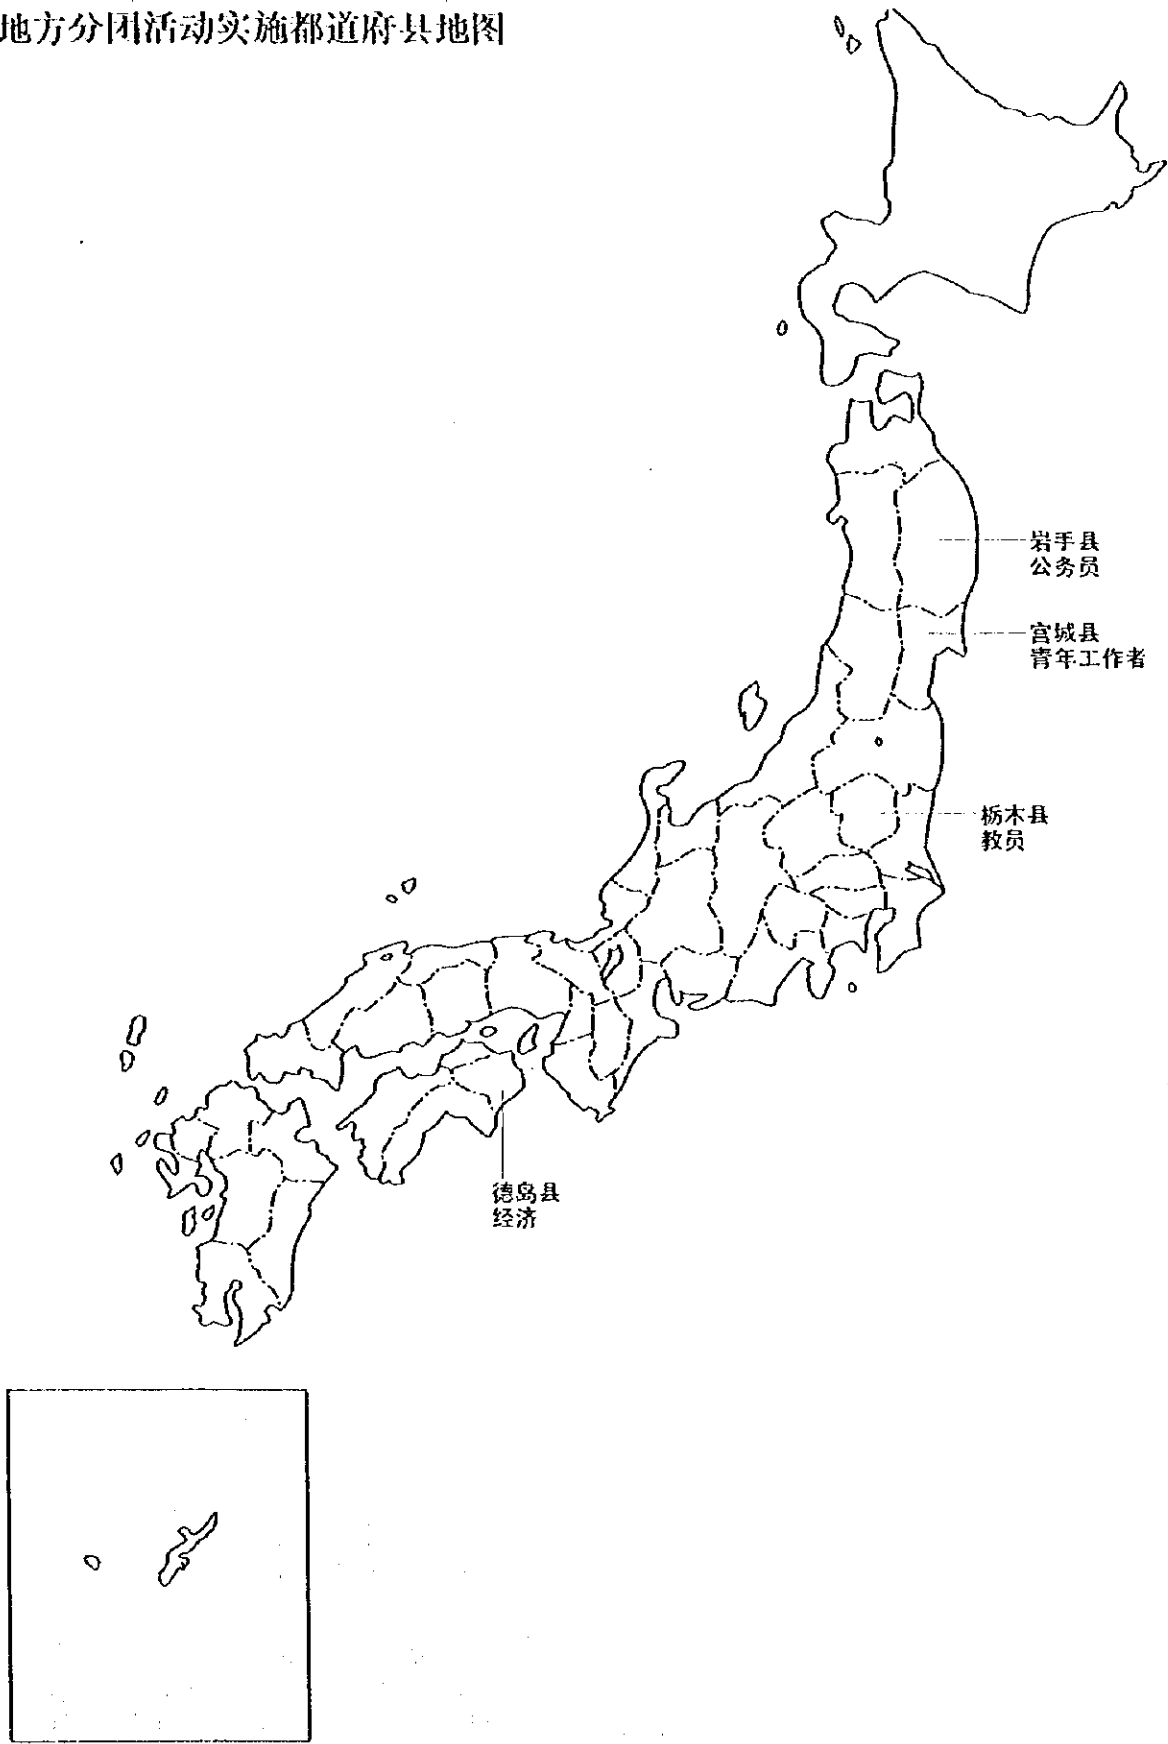 地方分团活动实施都道府县地图
岩手县
公务员
宫城县
青年工作者
栃木县
教员
德岛县
经济